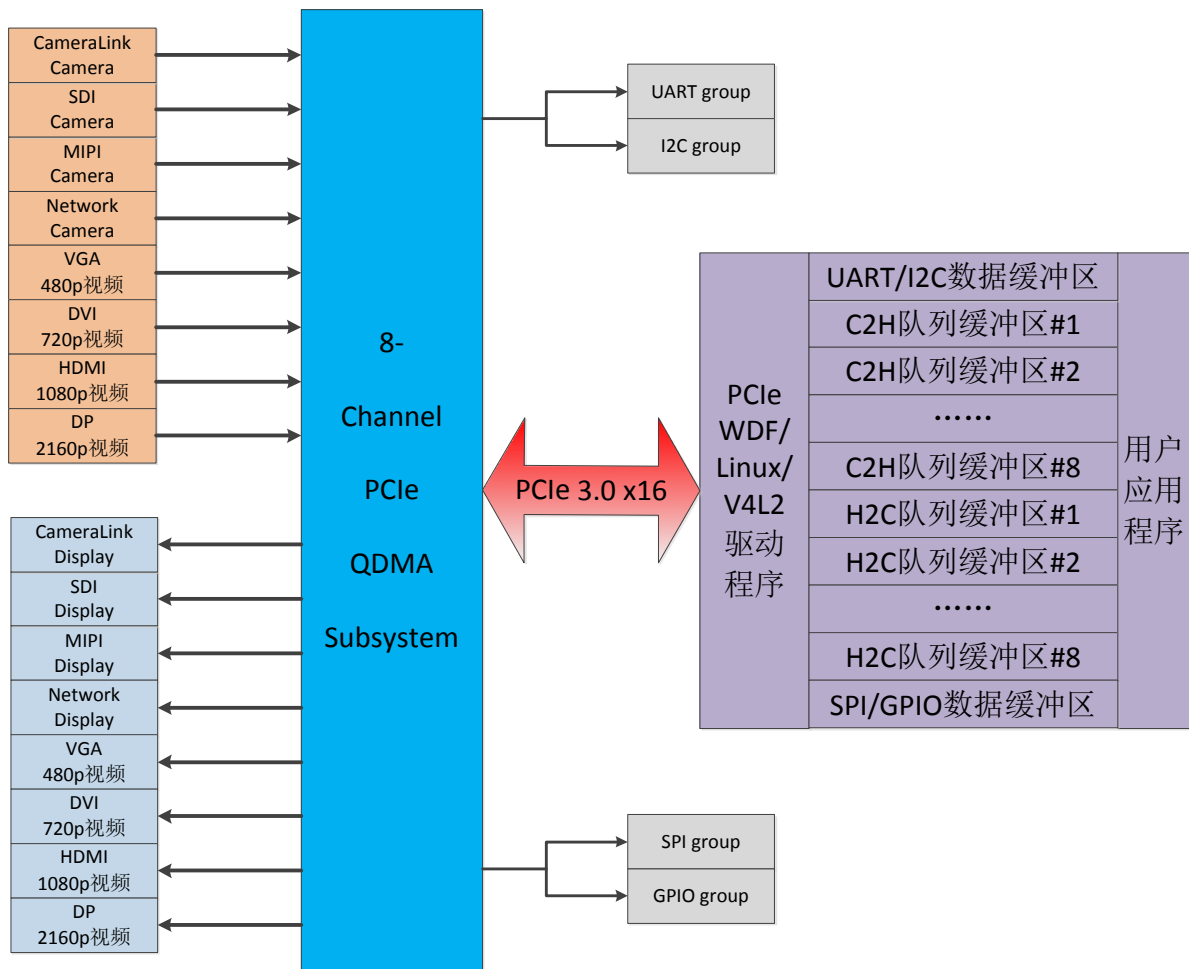 CameraLink
Camera
SDI
Camera
MIPI
Camera
Network
Camera
VGA
480p视频
DVI
720p视频
HDMI
1080p视频
DP
2160p视频
CameraLink
Display
SDI
Display
MIPI
Display
Network
Display
VGA
480p视频
DVI
720p视频
HDMI
1080p视频
DP
2160p视频
8-
Channel
PCIe
QDMA
Subsystem
UART group
I2C group
PCIe 3.0 x16
SPI group
GPIO group
PCIe
WDF/
Linux/
V4L2
驱动
程序
UART/I2C数据缓冲区
C2H队列缓冲区#1
C2H队列缓冲区#2
……
C2H队列缓冲区#8
H2C队列缓冲区#1
H2C队列缓冲区#2
……
H2C队列缓冲区#8
SPI/GPIO数据缓冲区
用户
应用
程序